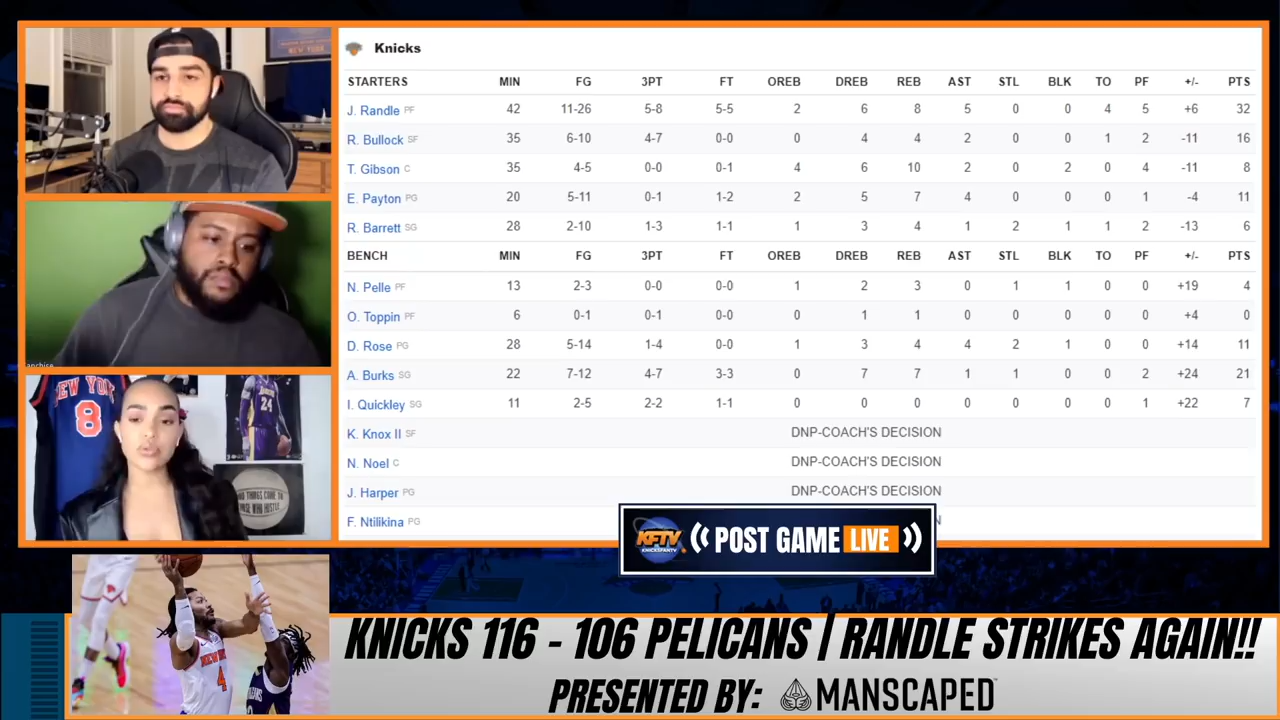 NEW YORK
anchise
NEW YORK
8
LAKERS
24
Knicks
STARTERS MIN FG 3PT FT OREB DREB REB AST STL BLK TO PF +/- PTS
J. Randle PF 42 11-26 5-8 5-5 2 6 8 5 0 0 4 5 +6 32
R. Bullock SF 35 6-10 4-7 0-0 0 4 4 2 0 0 1 2 -11 16
T. Gibson C 35 4-5 0-0 0-1 4 6 10 2 0 2 0 4 -11 8
E. Payton PG 20 5-11 0-1 1-2 2 5 7 4 0 0 0 1 -4 11
R. Barrett SG 28 2-10 1-3 1-1 1 3 4 1 2 1 1 2 -13 6
BENCH MIN FG 3PT FT OREB DREB REB AST STL BLK TO PF +/- PTS
N. Pelle PF 13 2-3 0-0 0-0 1 2 3 0 1 1 0 0 +19 4
O. Toppin PF 6 0-1 0-1 0-0 0 1 1 0 0 0 0 0 +4 0
D. Rose PG 28 5-14 1-4 0-0 1 3 4 4 2 1 0 0 +14 11
A. Burks SG 22 7-12 4-7 3-3 0 7 7 1 1 0 0 2 +24 21
I. Quickley SG 11 2-5 2-2 1-1 0 0 0 0 0 0 0 1 +22 7
K. Knox II SF DNP-COACH'S DECISION
N. Noel C DNP-COACH'S DECISION
J. Harper PG DNP-COACH'S DECISION
F. Ntilikina PG
KFTV
KNICKSFANTV
POST GAME LIVE
NEW YORK
4
KNICKS 116 - 106 PELICANS | RANDLE STRIKES AGAIN!!
PRESENTED BY: MANSCAPED™